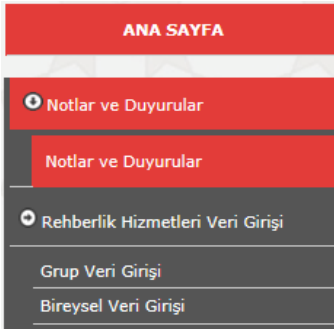 ANA SAYFA
Notlar ve Duyurular
Notlar ve Duyurular
Rehberlik Hizmetleri Veri Girişi
Grup Veri Girişi
Bireysel Veri Girişi